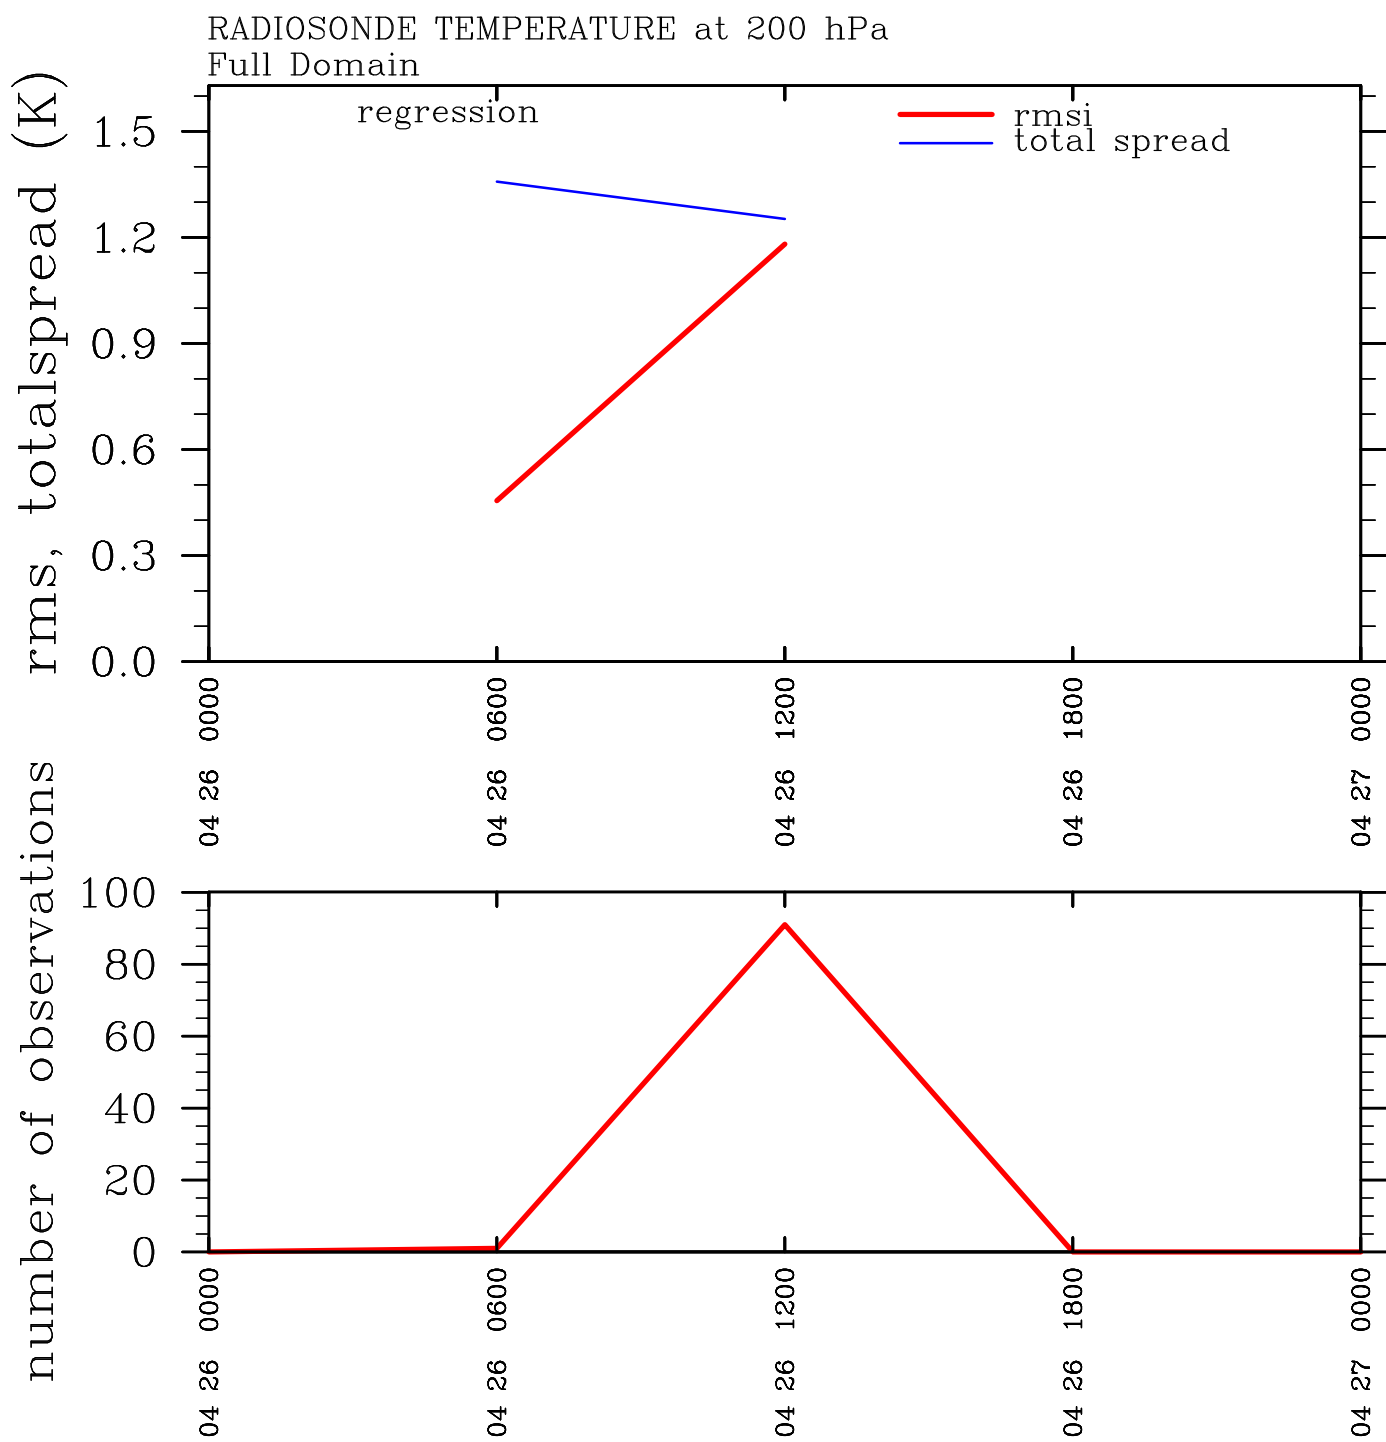 RADIOSONDE TEMPERATURE at 200 hPa
Full Domain
regression
rmsi
total spread
rms, totalspread (K)
1.5
1.2
0.9
0.6
0.3
0.0
04 26 0000
04 26 0600
04 26 1200
04 26 1800
04 27 0000
number of observations
100
80
60
40
20
0
04 26 0000
04 26 0600
04 26 1200
04 26 1800
04 27 0000